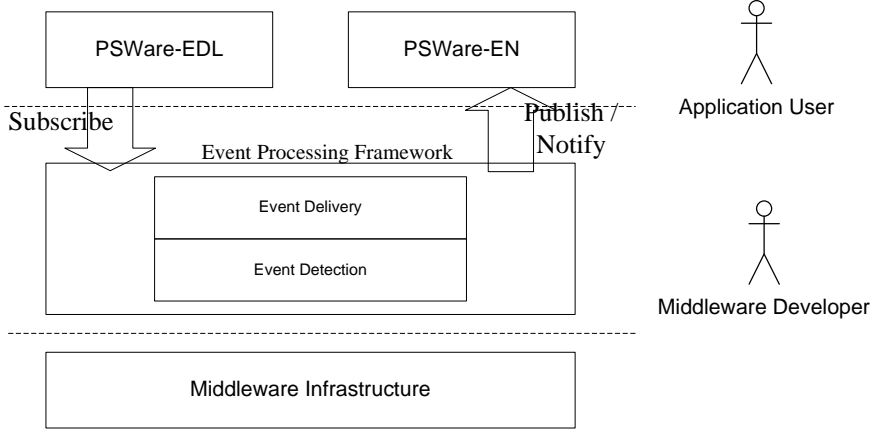 PSWare-EDL
PSWare-EN
Application User
Subscribe
Publish /
Notify
Event Processing Framework
Event Delivery
Event Detection
Middleware Developer
Middleware Infrastructure